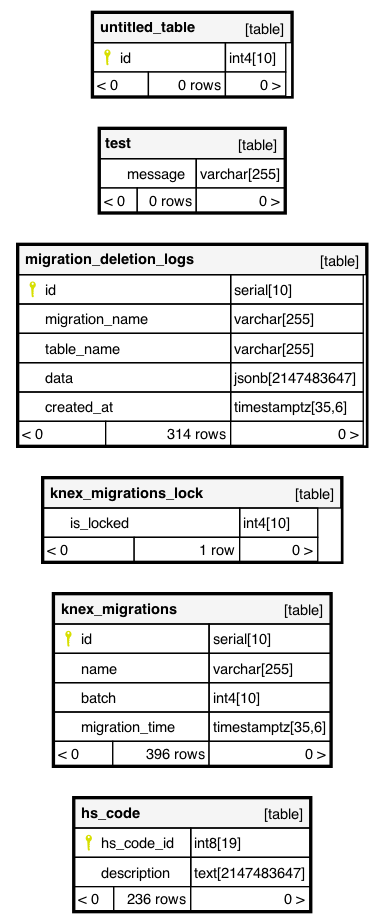 untitled_table [table]
id int4[10]
< 0 0 rows 0 >
test [table]
message varchar[255]
< 0 0 rows 0 >
migration_deletion_logs [table]
id serial[10]
migration_name varchar[255]
table_name varchar[255]
data jsonb[2147483647]
created_at timestamptz[35,6]
< 0 314 rows 0 >
knex_migrations_lock [table]
is_locked int4[10]
< 0 1 row 0 >
knex_migrations [table]
id serial[10]
name varchar[255]
batch int4[10]
migration_time timestamptz[35,6]
< 0 396 rows 0 >
hs_code [table]
hs_code_id int8[19]
description text[2147483647]
< 0 236 rows 0 >